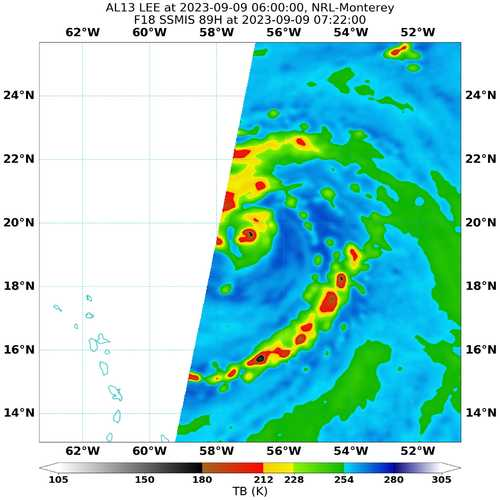 AL13 LEE at 2023-09-09 06:00:00, NRL-Monterey
F18 SSMIS 89H at 2023-09-09 07:22:00
62°W 60°W 58°W 56°W 54°W 52°W
24°N 24°N
22°N 22°N
20°N 20°N
18°N 18°N
16°N 16°N
14°N 14°N
62°W 60°W 58°W 56°W 54°W 52°W
105 150 180 212 228 254 280 305
TB (K)